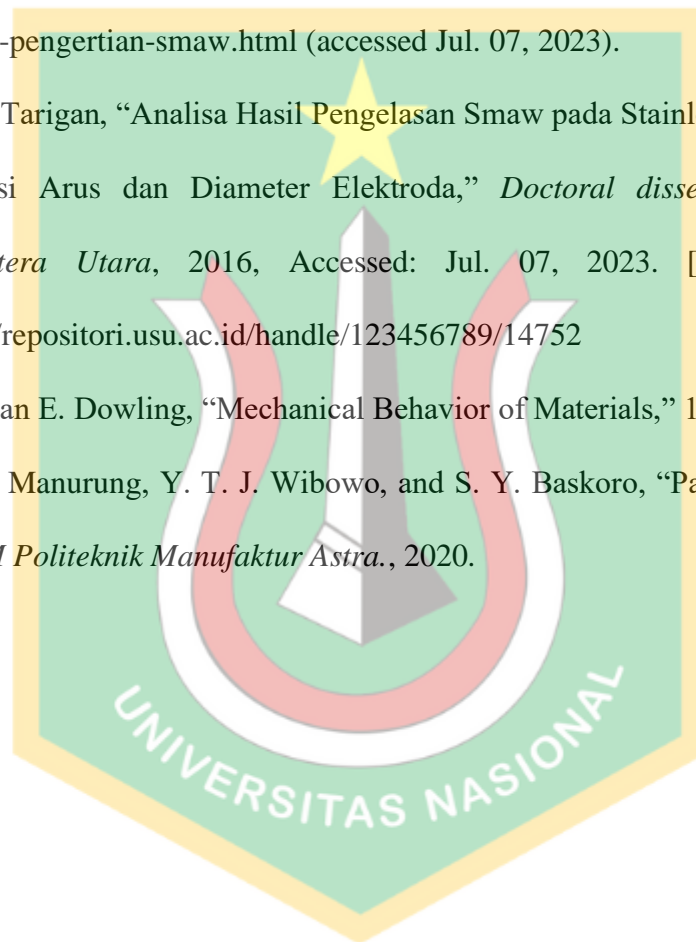 -pengertian-smaw.html (accessed Jul. 07, 2023).
Tarigan, “Analisa Hasil Pengelasan Smaw pada Stainl
si Arus dan Diameter Elektroda,” Doctoral disse
tera Utara, 2016, Accessed: Jul. 07, 2023. [
/repositori.usu.ac.id/handle/123456789/14752
an E. Dowling, “Mechanical Behavior of Materials,” 1
Manurung, Y. T. J. Wibowo, and S. Y. Baskoro, “Pa
Politeknik Manufaktur Astra., 2020.
UNIVERSITAS NASIONAL